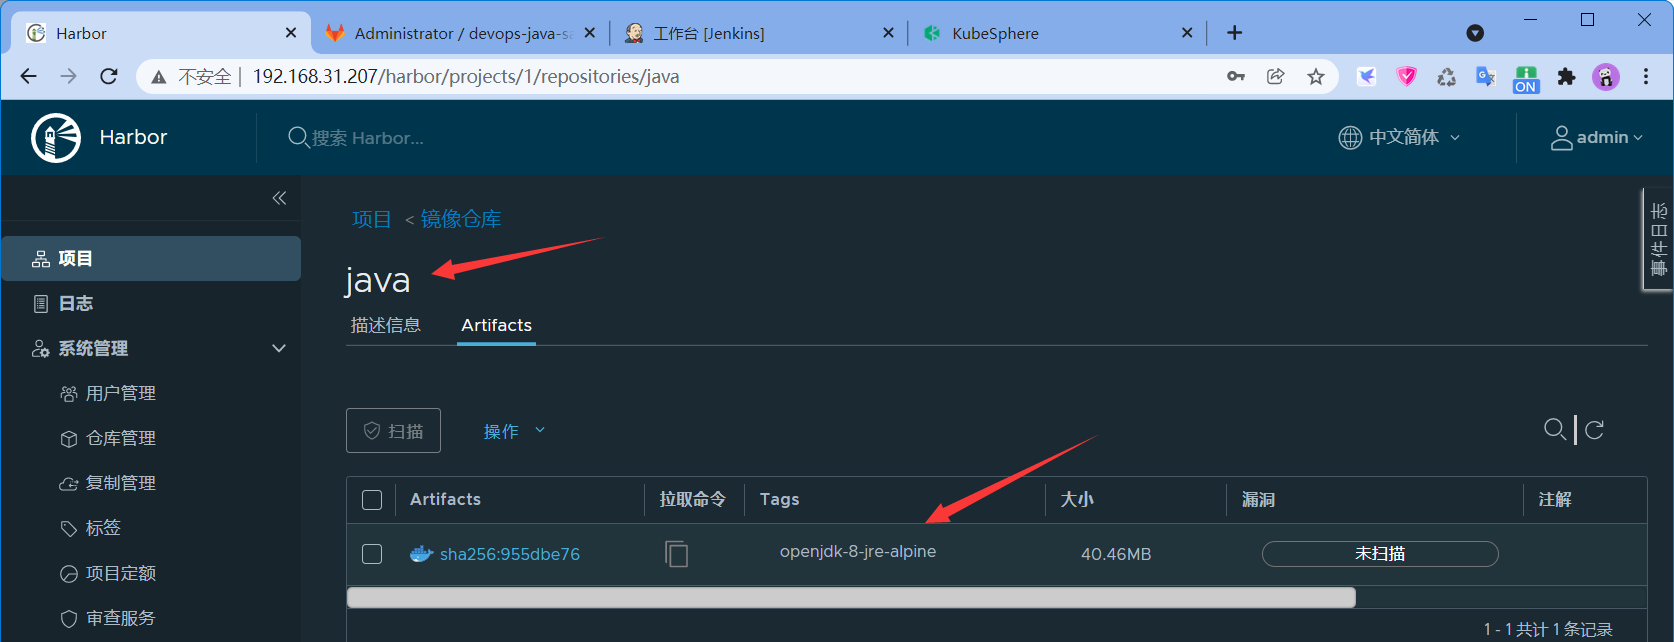 Harbor
Administrator / devops-java-sa
工作台 [Jenkins]
KubeSphere
不安全
192.168.31.207/harbor/projects/1/repositories/java
ON
Harbor
搜索 Harbor...
中文简体
admin
项目 < 镜像仓库
事件日志
项目
java
日志
描述信息
Artifacts
系统管理
用户管理
仓库管理
扫描
操作
复制管理
Artifacts
拉取命令
Tags
大小
漏洞
注解
标签
sha256:955dbe76
openjdk-8-jre-alpine
40.46MB
未扫描
项目定额
审查服务
1 - 1 共计 1 条记录